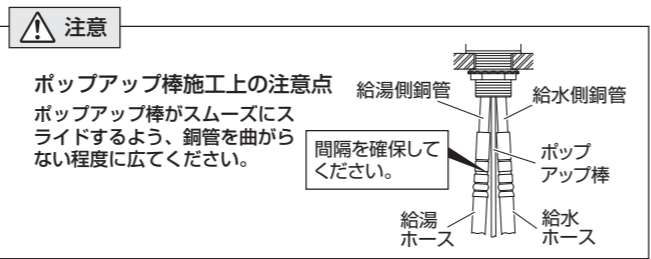 注意
ポップアップ棒施工上の注意点
ポップアップ棒がスムーズにス
ライドするよう、銅管を曲がら
ない程度に広てください。
給湯側銅管
給水側銅管
間隔を確保して
ください。
ポップ
アップ棒
給湯
ホース
給水
ホース